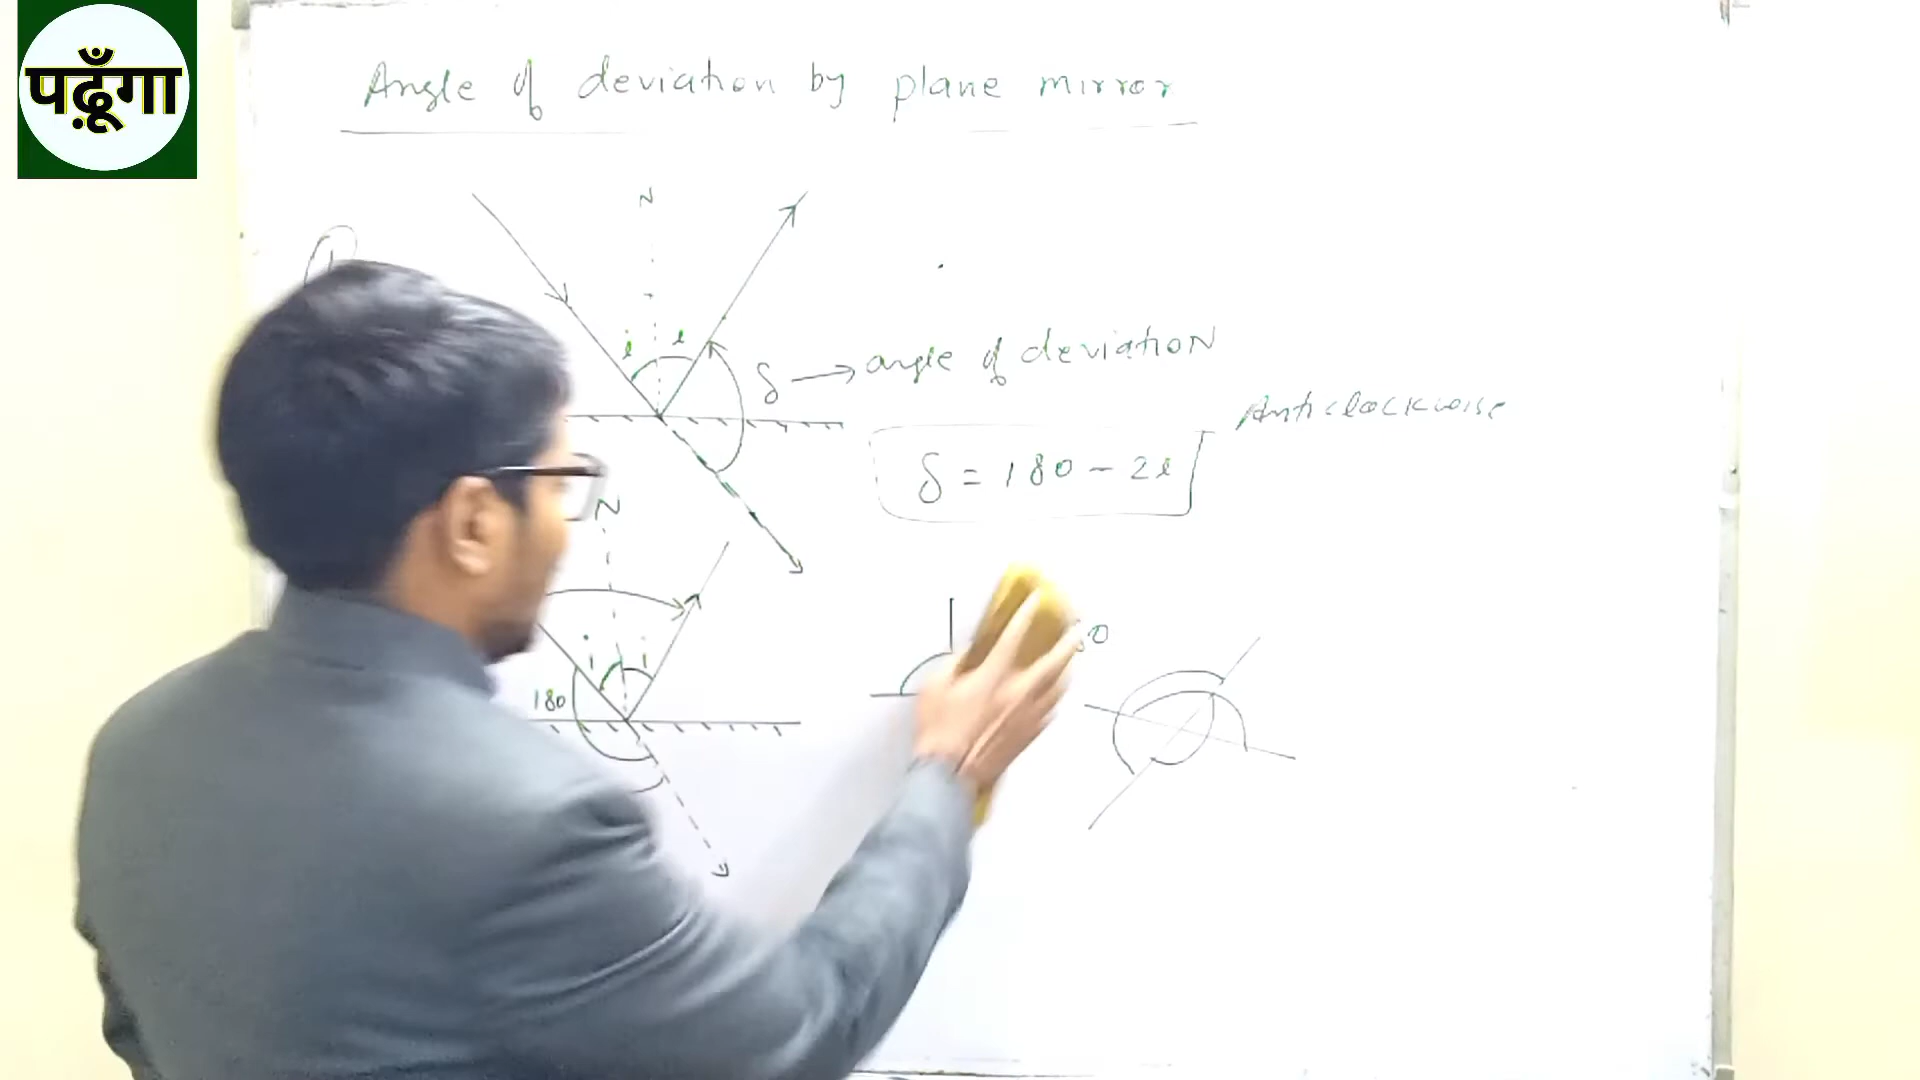 पढ़ूँगा
Angle of deviation by plane mirror
N
i i
δ → angle of deviation
Anticlockwise
δ = 180 - 2i
N
i i
180